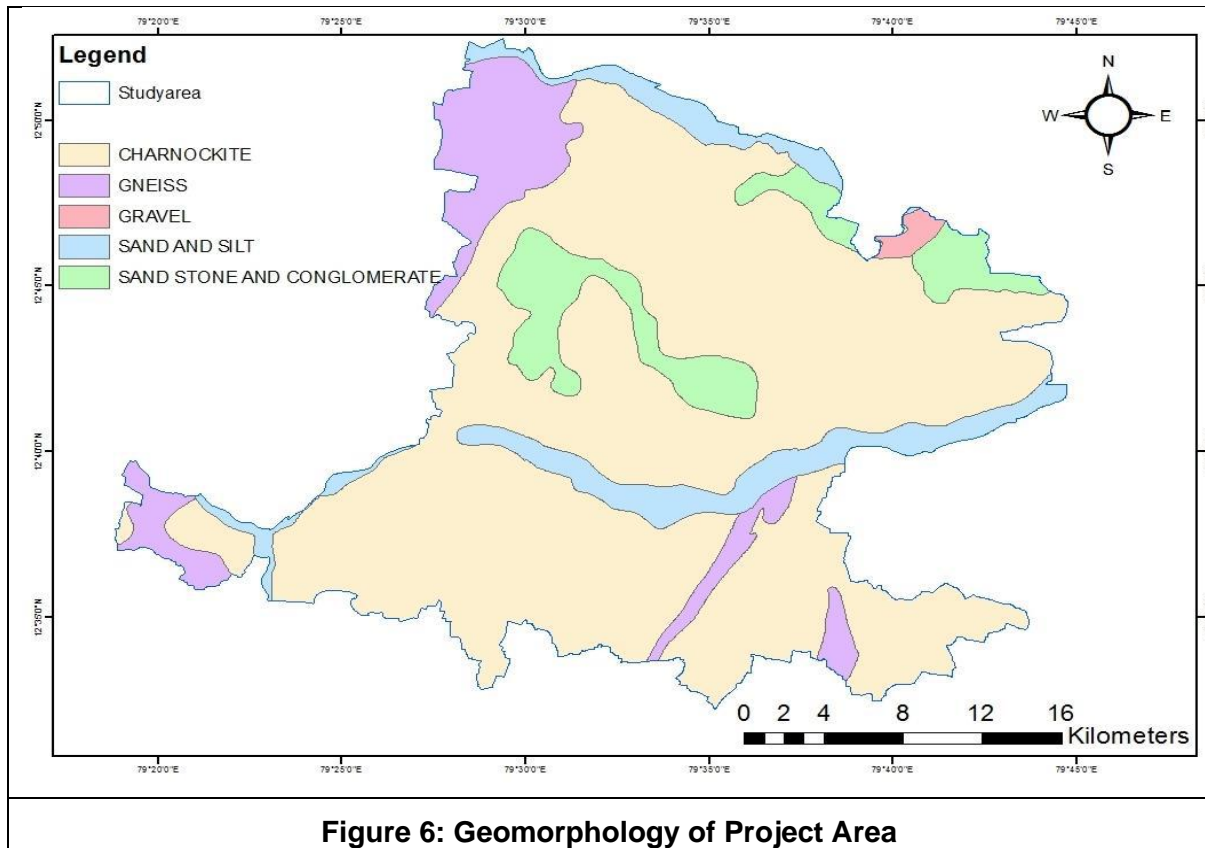 79°20'0"E 79°25'0"E 79°30'0"E 79°35'0"E 79°40'0"E 79°45'0"E
Legend
Studyarea
CHARNOCKITE
GNEISS
GRAVEL
SAND AND SILT
SAND STONE AND CONGLOMERATE
N
W E
S
12°50'0"N
12°45'0"N
12°40'0"N
12°35'0"N
0 2 4 8 12 16
Kilometers
79°20'0"E 79°25'0"E 79°30'0"E 79°35'0"E 79°40'0"E 79°45'0"E
Figure 6: Geomorphology of Project Area